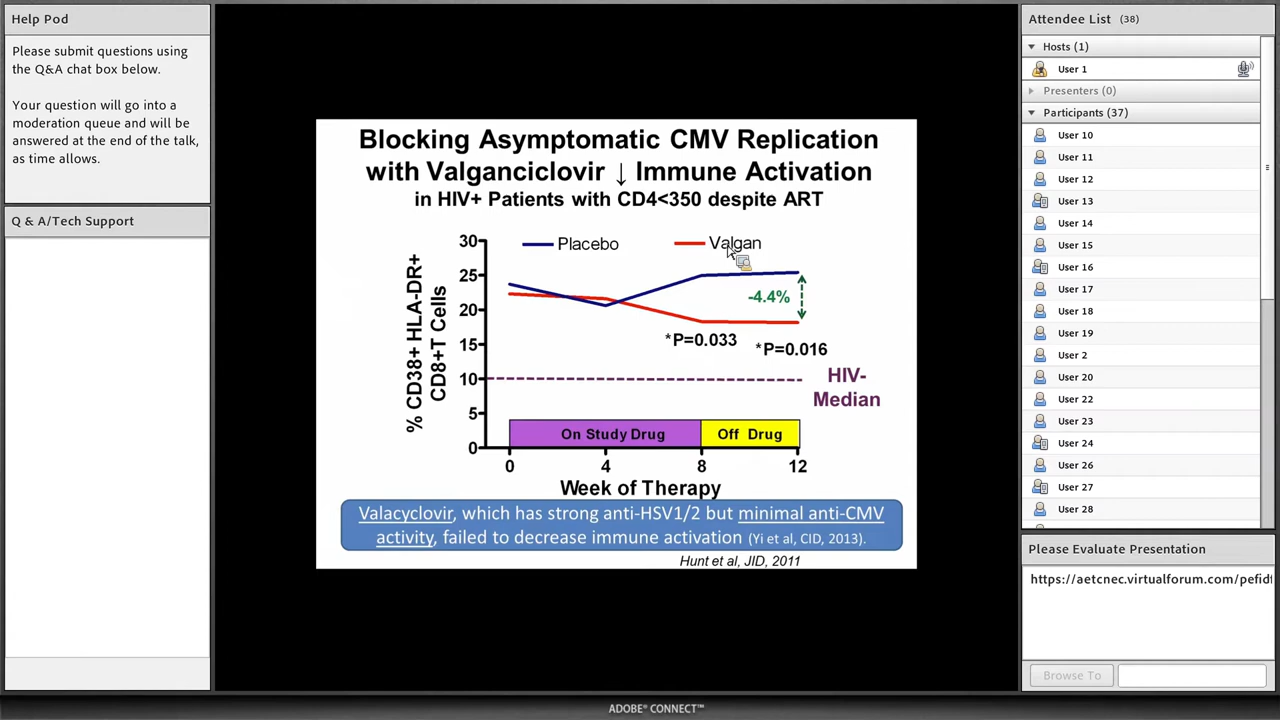 Help Pod
Please submit questions using
the Q&A chat box below.
Your question will go into a
moderation queue and will be
answered at the end of the talk,
as time allows.
Q & A/Tech Support
Blocking Asymptomatic CMV Replication
with Valganciclovir ↓ Immune Activation
in HIV+ Patients with CD4<350 despite ART
Placebo
Valgan
% CD38+ HLA-DR+
CD8+T Cells
30
25
20
15
10
5
0
-4.4%
*P=0.033
*P=0.016
HIV-
Median
On Study Drug
Off Drug
0 4 8 12
Week of Therapy
Valacyclovir, which has strong anti-HSV1/2 but minimal anti-CMV
activity, failed to decrease immune activation (Yi et al, CID, 2013).
Hunt et al, JID, 2011
Attendee List (38)
Hosts (1)
User 1
Presenters (0)
Participants (37)
User 10
User 11
User 12
User 13
User 14
User 15
User 16
User 17
User 18
User 19
User 2
User 20
User 22
User 23
User 24
User 26
User 27
User 28
Please Evaluate Presentation
https://aetcnec.virtualforum.com/pefidf
Browse To
ADOBE® CONNECT™